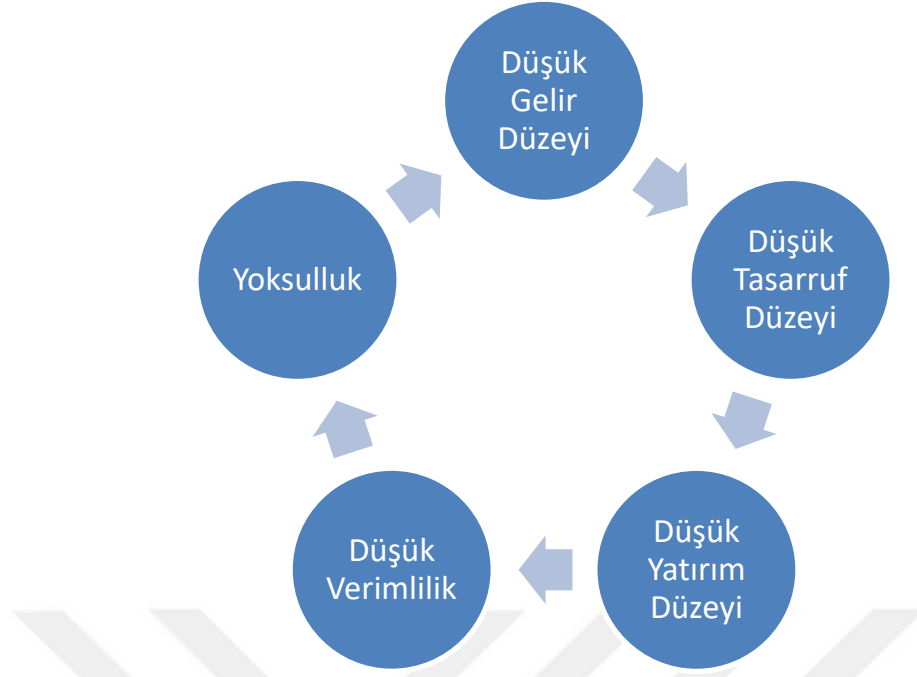 Düşük
Gelir
Düzeyi
Düşük
Tasarruf
Düzeyi
Düşük
Yatırım
Düzeyi
Düşük
Verimlilik
Yoksulluk